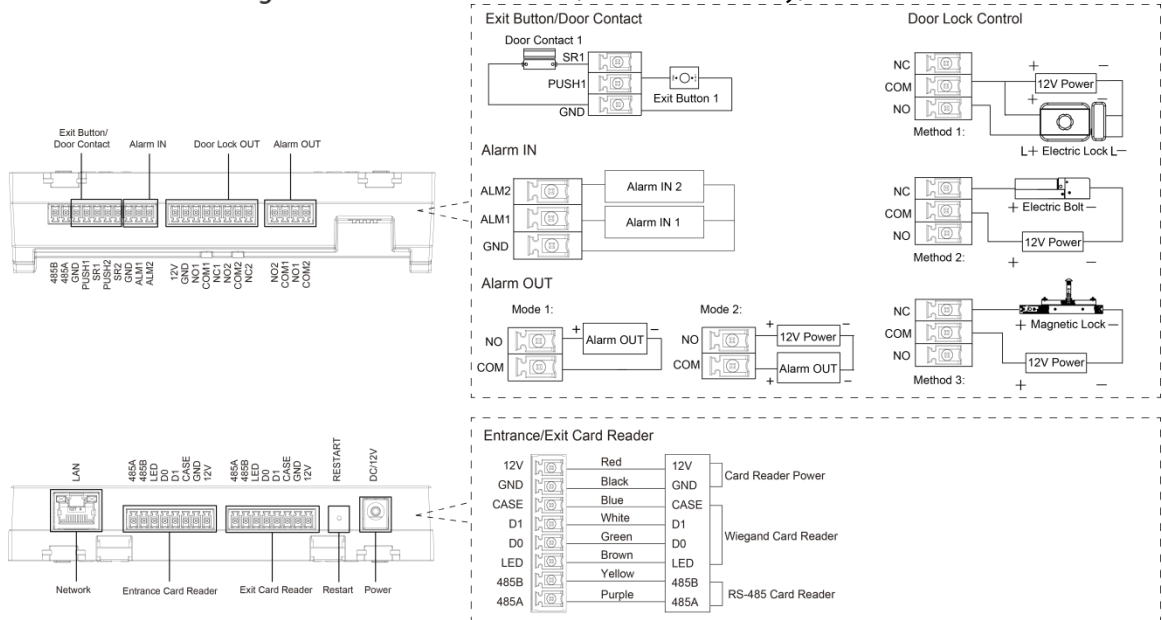 Exit Button/Door Contact
Door Contact 1
SR1
PUSH1
GND
Exit Button 1
Door Lock Control
NC
COM
NO
+ −
12V Power
+ −
Method 1:
L+ Electric Lock L−
Exit Button/
Door Contact
Alarm IN
Door Lock OUT
Alarm OUT
485B
485A
GND
PUSH1
SR1
PUSH2
SR2
GND
ALM1
ALM2
12V
GND
NO1
COM1
NC1
NO2
COM2
NC2
NO2
COM1
NO1
COM2
Alarm IN
ALM2
ALM1
GND
Alarm IN 2
Alarm IN 1
NC
COM
NO
+ Electric Bolt −
12V Power
Method 2:
+ −
Alarm OUT
Mode 1:
NO
COM
+ −
Alarm OUT
Mode 2:
NO
COM
+ −
12V Power
Alarm OUT
+ −
NC
COM
NO
+ Magnetic Lock −
12V Power
Method 3:
+ −
LAN
485A
485B
LED
D0
D1
CASE
GND
12V
485A
485B
LED
D0
D1
CASE
GND
12V
RESTART
DC/12V
Network
Entrance Card Reader
Exit Card Reader
Restart
Power
Entrance/Exit Card Reader
12V Red 12V
GND Black GND
CASE Blue CASE
D1 White D1
D0 Green D0
LED Brown LED
485B Yellow 485B
485A Purple 485A
Card Reader Power
Wiegand Card Reader
RS-485 Card Reader